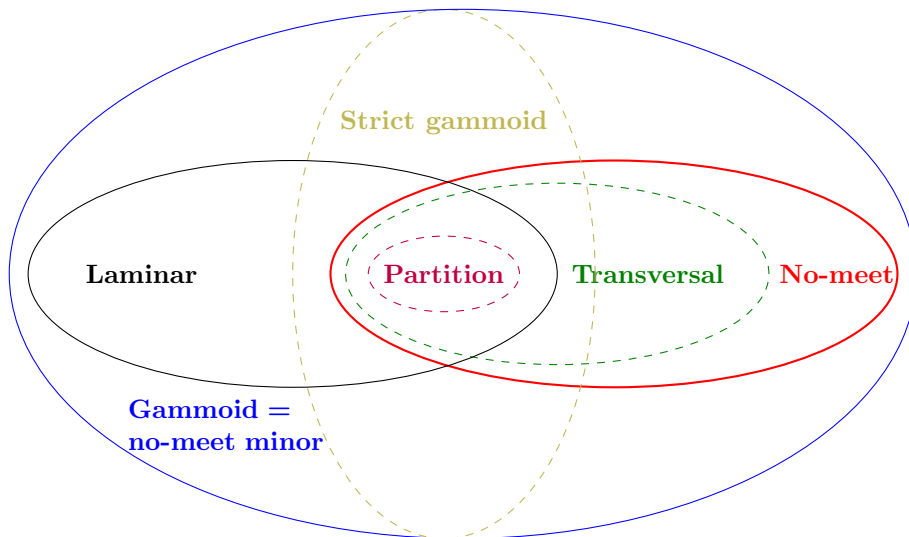 Strict gammoid
Laminar
Partition
Transversal
No-meet
Gammoid =
no-meet minor